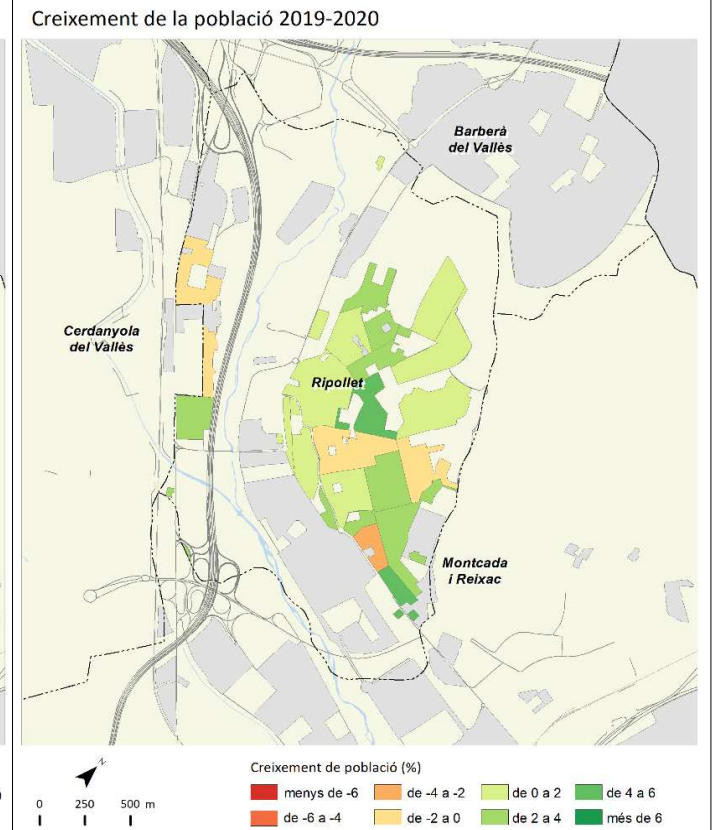 Creixement de la població 2019-2020
Barberà
del Vallès
Cerdanyola
del Vallès
Ripollet
Montcada
i Reixac
N
0 250 500 m
Creixement de població (%)
menys de -6
de -4 a -2
de 0 a 2
de 4 a 6
de -6 a -4
de -2 a 0
de 2 a 4
més de 6